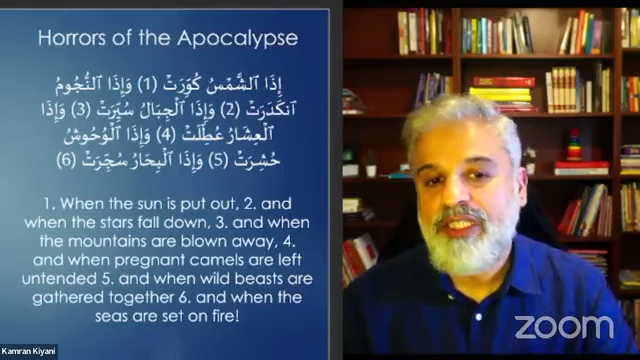 Horrors of the Apocalypse
إِذَا ٱلشَّمْسُ كُوِّرَتْ (1) وَإِذَا ٱلنُّجُومُ
ٱنكَدَرَتْ (2) وَإِذَا ٱلْجِبَالُ سُيِّرَتْ (3) وَإِذَا
ٱلْعِشَارُ عُطِّلَتْ (4) وَإِذَا ٱلْوُحُوشُ
حُشِرَتْ (5) وَإِذَا ٱلْبِحَارُ سُجِّرَتْ (٦)
1. When the sun is put out, 2. and
when the stars fall down, 3. and when
the mountains are blown away, 4.
and when pregnant camels are left
untended 5. and when wild beasts are
gathered together 6. and when the
seas are set on fire!
Kamran Kiyani
zoom